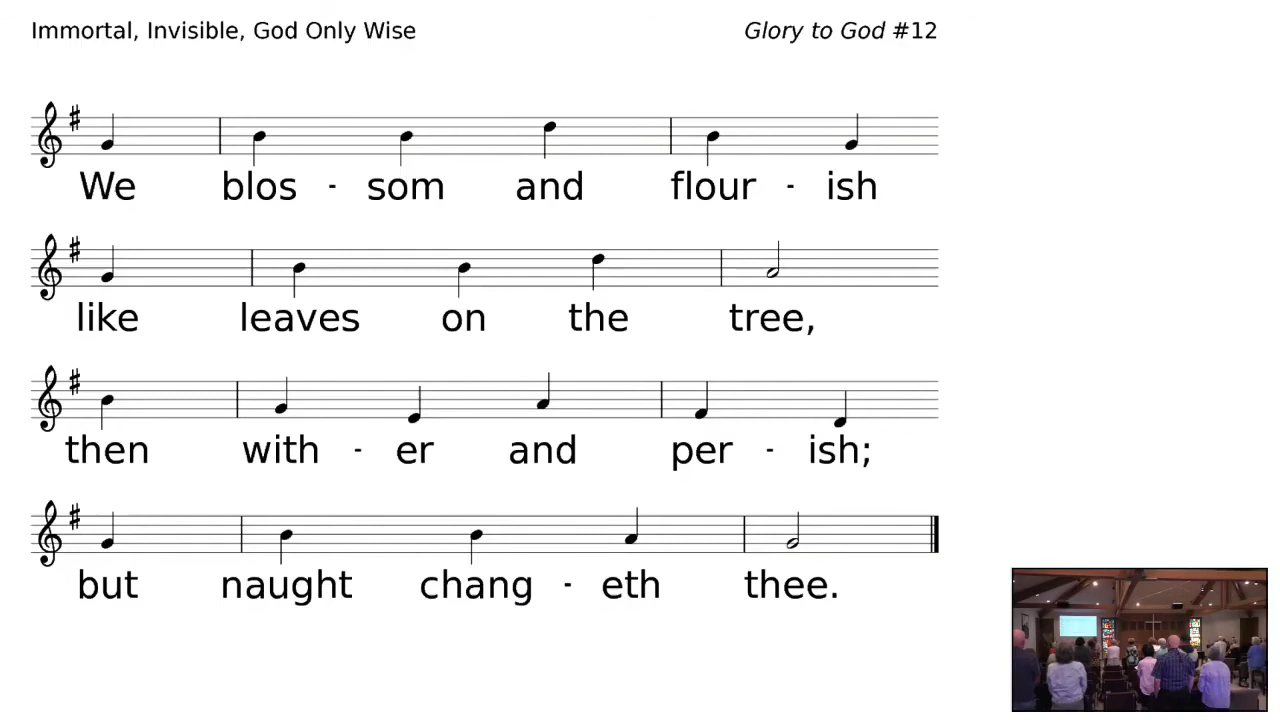 Immortal, Invisible, God Only Wise
Glory to God #12
We blos - som and flour - ish
like leaves on the tree,
then with - er and per - ish;
but naught chang - eth thee.